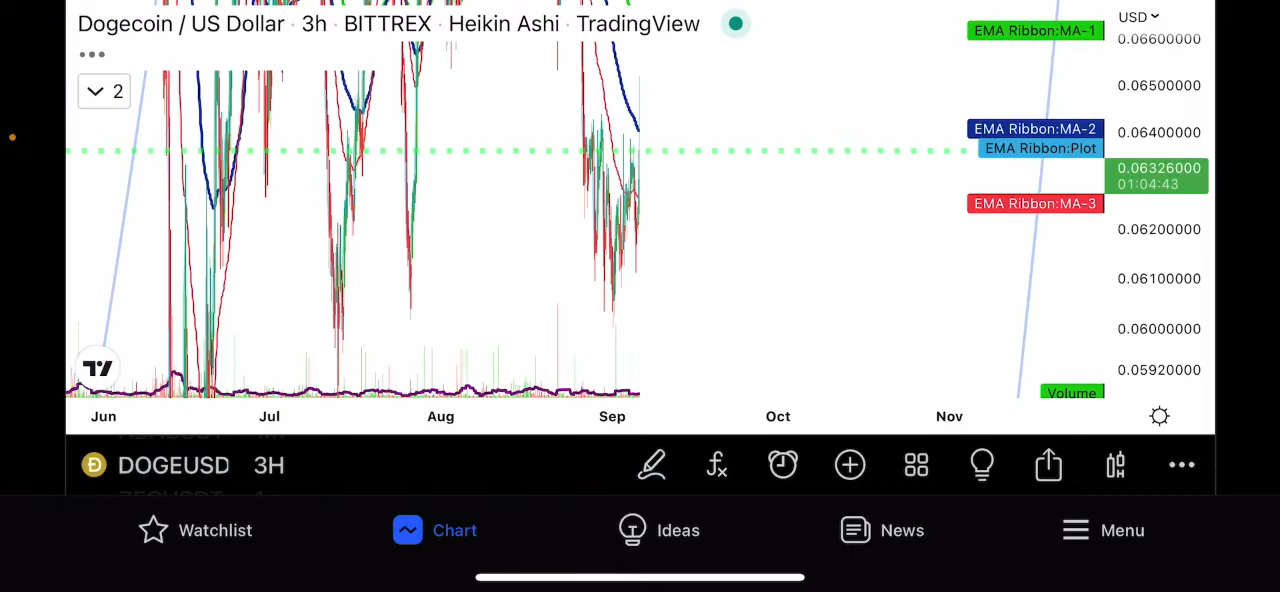 Dogecoin / US Dollar · 3h · BITTREX · Heikin Ashi · TradingView
2
USD
EMA Ribbon:MA-1
0.06600000
0.06500000
EMA Ribbon:MA-2
0.06400000
EMA Ribbon:Plot
0.06326000
01:04:43
EMA Ribbon:MA-3
0.06200000
0.06100000
0.06000000
0.05920000
Volume
Jun Jul Aug Sep Oct Nov
DOGEUSD 3H
Watchlist Chart Ideas News Menu